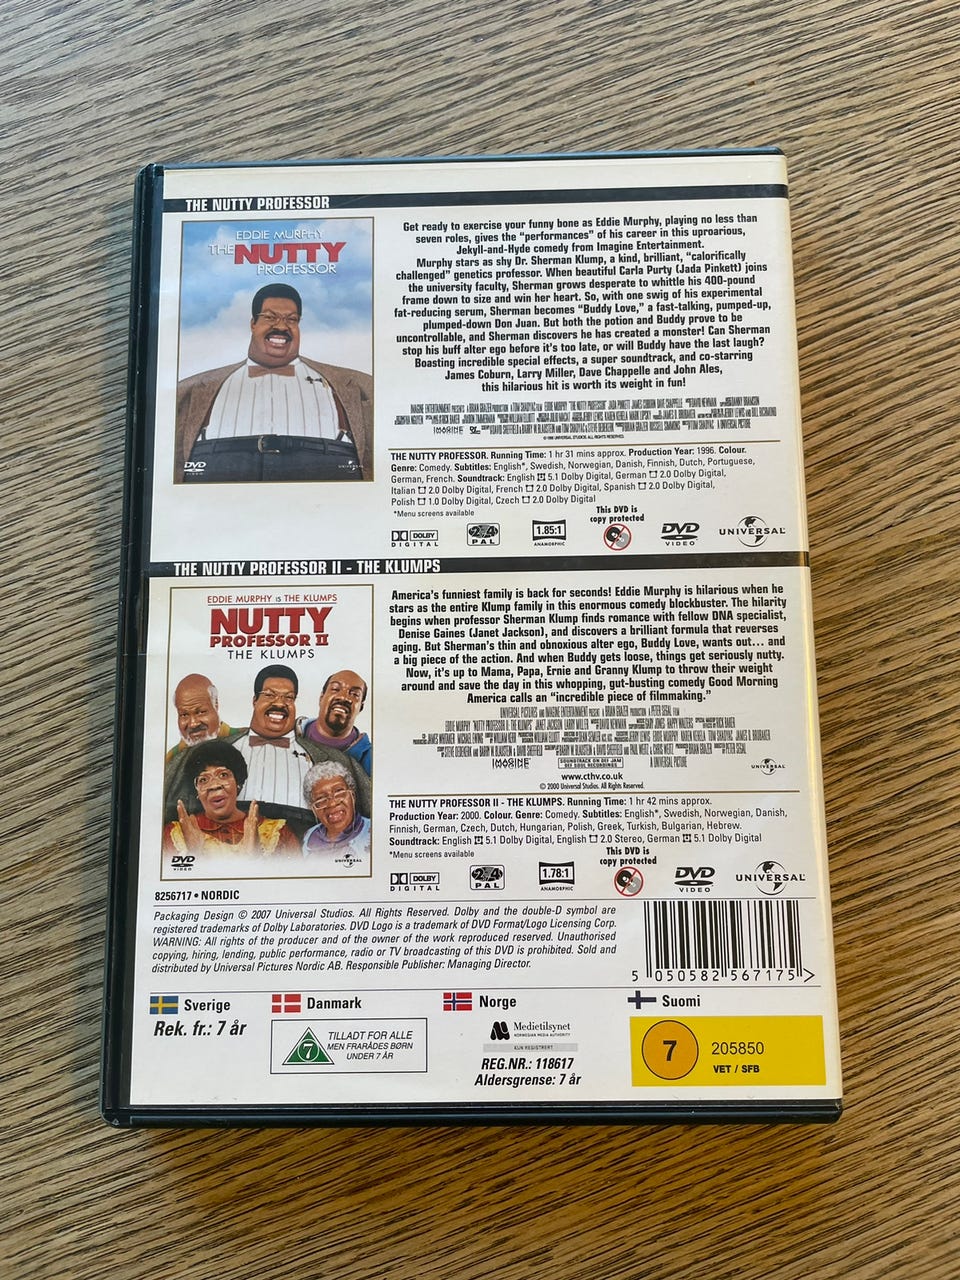 THE NUTTY PROFESSOR
EDDIE MURPHY
THE NUTTY
PROFESSOR
DVD
VIDEO
UNIVERSAL
Get ready to exercise your funny bone as Eddie Murphy, playing no less than
seven roles, gives the "performances" of his career in this uproarious,
Jekyll-and-Hyde comedy from Imagine Entertainment.
Murphy stars as shy Dr. Sherman Klump, a kind, brilliant, "calorifically
challenged" genetics professor. When beautiful Carla Purty (Jada Pinkett) joins
the university faculty, Sherman grows desperate to whittle his 400-pound
frame down to size and win her heart. So, with one swig of his experimental
fat-reducing serum, Sherman becomes "Buddy Love," a fast-talking, pumped-up,
plumped-down Don Juan. But both the potion and Buddy prove to be
uncontrollable, and Sherman discovers he has created a monster! Can Sherman
stop his buff alter ego before it's too late, or will Buddy have the last laugh?
Boasting incredible special effects, a super soundtrack, and co-starring
James Coburn, Larry Miller, Dave Chappelle and John Ales,
this hilarious hit is worth its weight in fun!
IMAGINE
THE NUTTY PROFESSOR. Running Time: 1 hr 31 mins approx. Production Year: 1996. Colour.
Genre: Comedy. Subtitles: English*, Swedish, Norwegian, Danish, Finnish, Dutch, Portuguese,
German, French. Soundtrack: English 5.1 Dolby Digital, German 2.0 Dolby Digital,
Italian 2.0 Dolby Digital, French 2.0 Dolby Digital, Spanish 2.0 Dolby Digital,
Polish 1.0 Dolby Digital, Czech 2.0 Dolby Digital
*Menu screens available
This DVD is
copy protected
DOLBY
DIGITAL
2 4
PAL
1.85:1
ANAMORPHIC
DVD
VIDEO
UNIVERSAL
THE NUTTY PROFESSOR II - THE KLUMPS
EDDIE MURPHY IS THE KLUMPS
NUTTY
PROFESSOR II
THE KLUMPS
DVD
VIDEO
UNIVERSAL
America's funniest family is back for seconds! Eddie Murphy is hilarious when he
stars as the entire Klump family in this enormous comedy blockbuster. The hilarity
begins when professor Sherman Klump finds romance with fellow DNA specialist,
Denise Gaines (Janet Jackson), and discovers a brilliant formula that reverses
aging. But Sherman's thin and obnoxious alter ego, Buddy Love, wants out... and
a big piece of the action. And when Buddy gets loose, things get seriously nutty.
Now, it's up to Mama, Papa, Ernie and Granny Klump to throw their weight
around and save the day in this whopping, gut-busting comedy Good Morning
America calls an "incredible piece of filmmaking."
IMAGINE
SOUNDTRACK ON DEF JAM
DEF SOUL RECORDINGS
A UNIVERSAL PICTURE
UNIVERSAL
www.cthv.co.uk
© 2000 Universal Studios. All Rights Reserved.
THE NUTTY PROFESSOR II - THE KLUMPS. Running Time: 1 hr 42 mins approx.
Production Year: 2000. Colour. Genre: Comedy. Subtitles: English*, Swedish, Norwegian, Danish,
Finnish, German, Czech, Dutch, Hungarian, Polish, Greek, Turkish, Bulgarian, Hebrew.
Soundtrack: English 5.1 Dolby Digital, English 2.0 Stereo, German 5.1 Dolby Digital
*Menu screens available
This DVD is
copy protected
DOLBY
DIGITAL
2 4
PAL
1.78:1
ANAMORPHIC
DVD
VIDEO
UNIVERSAL
8256717 • NORDIC
Packaging Design © 2007 Universal Studios. All Rights Reserved. Dolby and the double-D symbol are
registered trademarks of Dolby Laboratories. DVD Logo is a trademark of DVD Format/Logo Licensing Corp.
WARNING: All rights of the producer and of the owner of the work reproduced reserved. Unauthorised
copying, hiring, lending, public performance, radio or TV broadcasting of this DVD is prohibited. Sold and
distributed by Universal Pictures Nordic AB. Responsible Publisher: Managing Director.
5 050582 567175 >
Sverige
Rek. fr.: 7 år
Danmark
7
TILLADT FOR ALLE
MEN FRARÅDES BØRN
UNDER 7 ÅR
Norge
Medietilsynet
NORWEGIAN MEDIA AUTHORITY
KUN REGISTRERT
REG.NR.: 118617
Aldersgrense: 7 år
Suomi
7
205850
VET / SFB